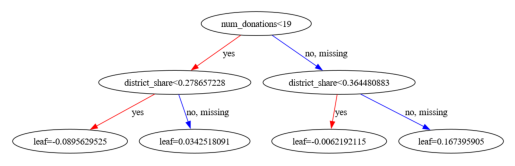 num_donations<19
yes
no, missing
district_share<0.278657228
district_share<0.364480883
yes
no, missing
yes
no, missing
leaf=-0.0895629525
leaf=0.0342518091
leaf=-0.0062192115
leaf=0.167395905